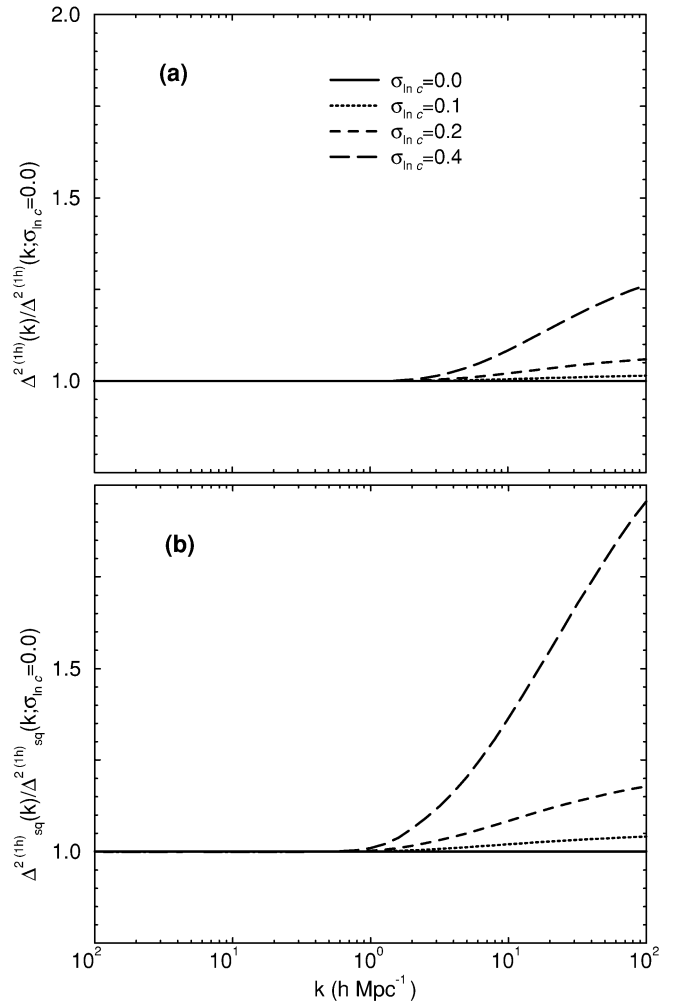 2.0
(a)
σln c=0.0
σln c=0.1
σln c=0.2
σln c=0.4
1.5
1.0
Δ² ⁽¹ʰ⁾(k)/Δ² ⁽¹ʰ⁾(k;σln c=0.0)
(b)
1.5
1.0
Δ² ⁽¹ʰ⁾sq(k)/Δ² ⁽¹ʰ⁾sq(k;σln c=0.0)
10² 10¹ 10⁰ 10¹ 10²
k (h Mpc⁻¹)